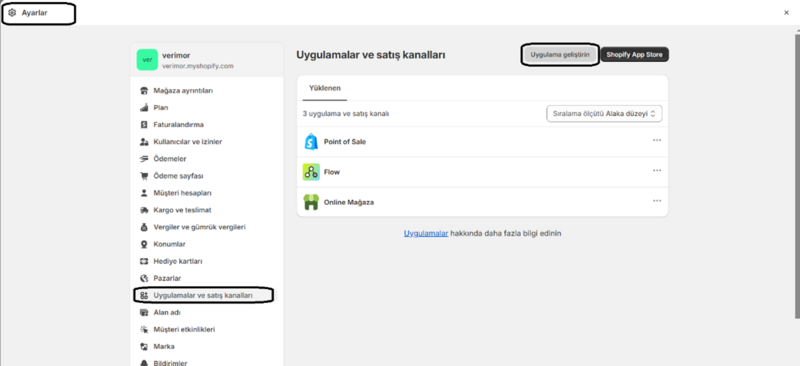 Ayarlar
ver
verimor
verimor.myshopify.com
Mağaza ayrıntıları
Plan
Faturalandırma
Kullanıcılar ve izinler
Ödemeler
Ödeme sayfası
Müşteri hesapları
Kargo ve teslimat
Vergiler ve gümrük vergileri
Konumlar
Hediye kartları
Pazarlar
Uygulamalar ve satış kanalları
Alan adı
Müşteri etkinlikleri
Marka
Bildirimler
Uygulamalar ve satış kanalları
Uygulama geliştirin
Shopify App Store
Yüklenen
3 uygulama ve satış kanalı
Sıralama ölçütü Alaka düzeyi
Point of Sale
Flow
Online Mağaza
Uygulamalar hakkında daha fazla bilgi edinin